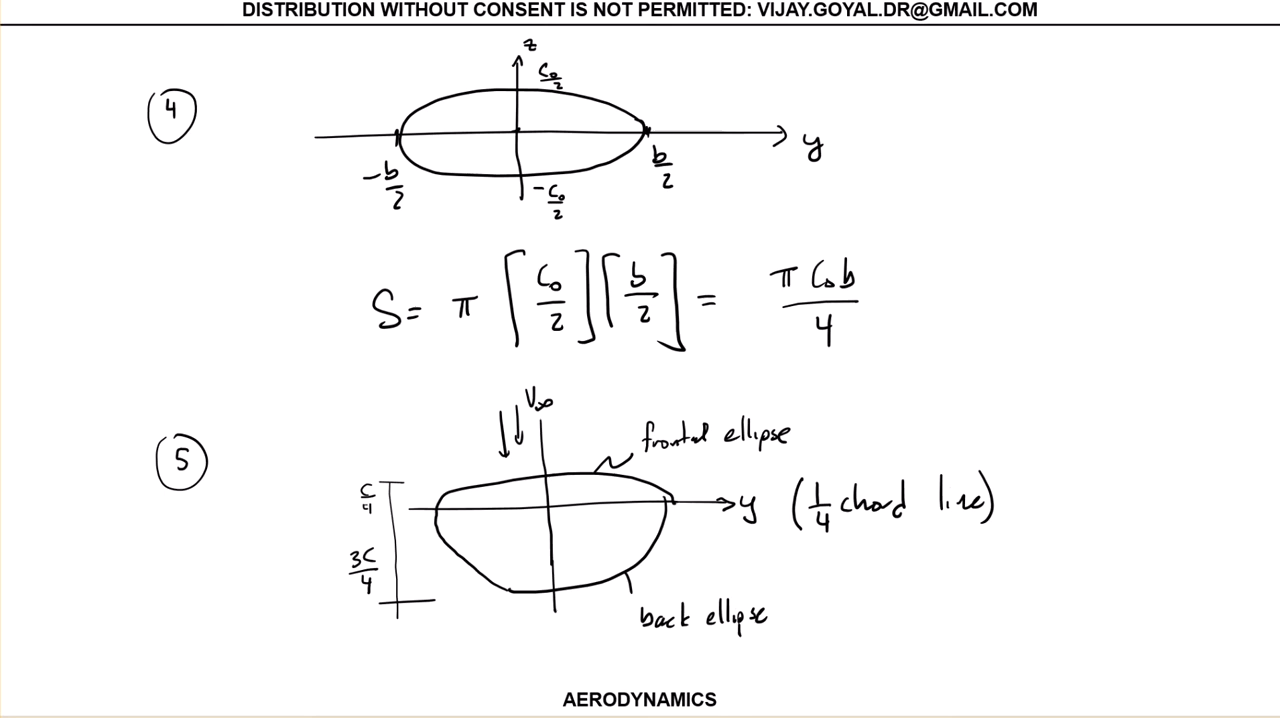 DISTRIBUTION WITHOUT CONSENT IS NOT PERMITTED: VIJAY.GOYAL.DR@GMAIL.COM
4
z
C₀/2
y
-b/2
b/2
-C₀/2
S = π [C₀/2][b/2] = π C₀ b/4
5
V∞
frontal ellipse
C/4
y (1/4 chord line)
3C/4
back ellipse
AERODYNAMICS